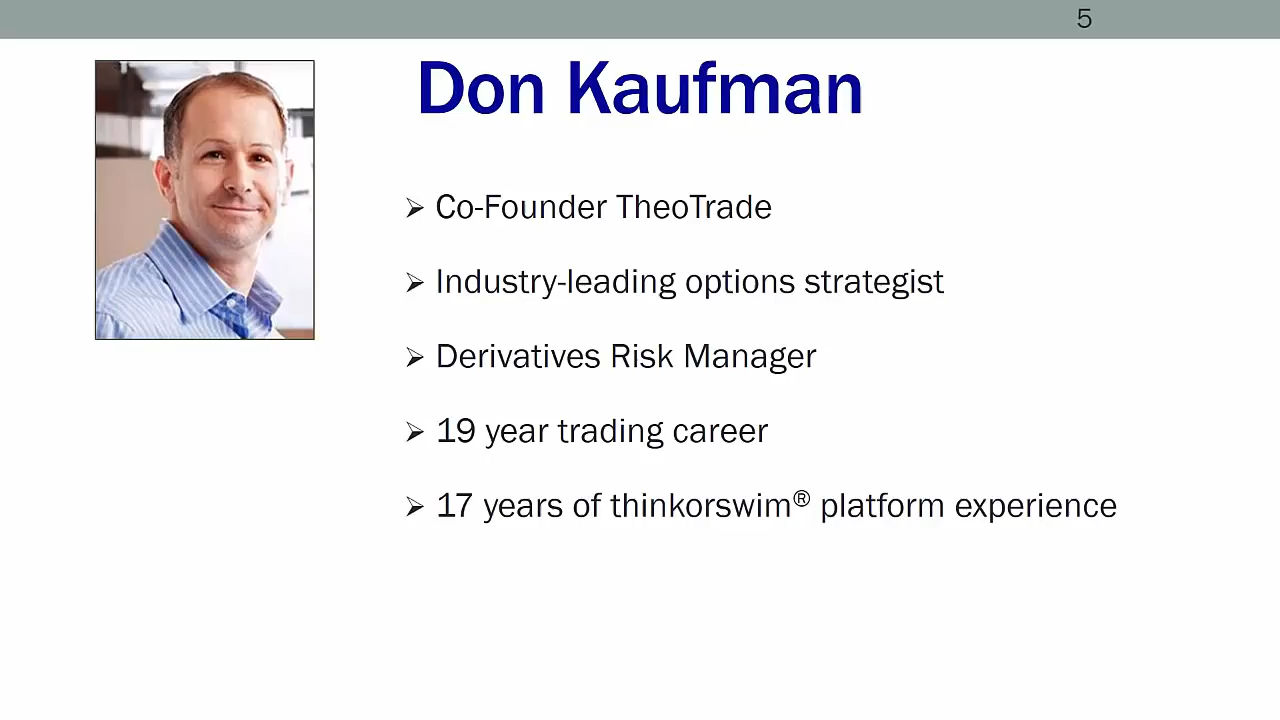 5
Don Kaufman
➢ Co-Founder TheoTrade
➢ Industry-leading options strategist
➢ Derivatives Risk Manager
➢ 19 year trading career
➢ 17 years of thinkorswim® platform experience